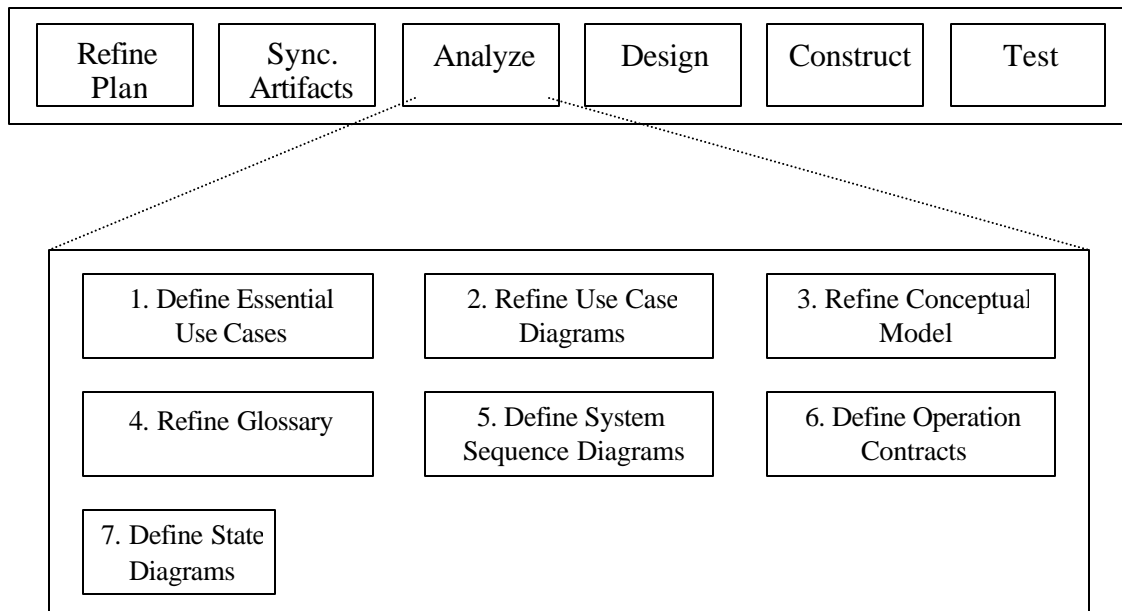 Refine
Plan
Sync.
Artifacts
Analyze
Design
Construct
Test
1. Define Essential
Use Cases
2. Refine Use Case
Diagrams
3. Refine Conceptual
Model
4. Refine Glossary
5. Define System
Sequence Diagrams
6. Define Operation
Contracts
7. Define State
Diagrams